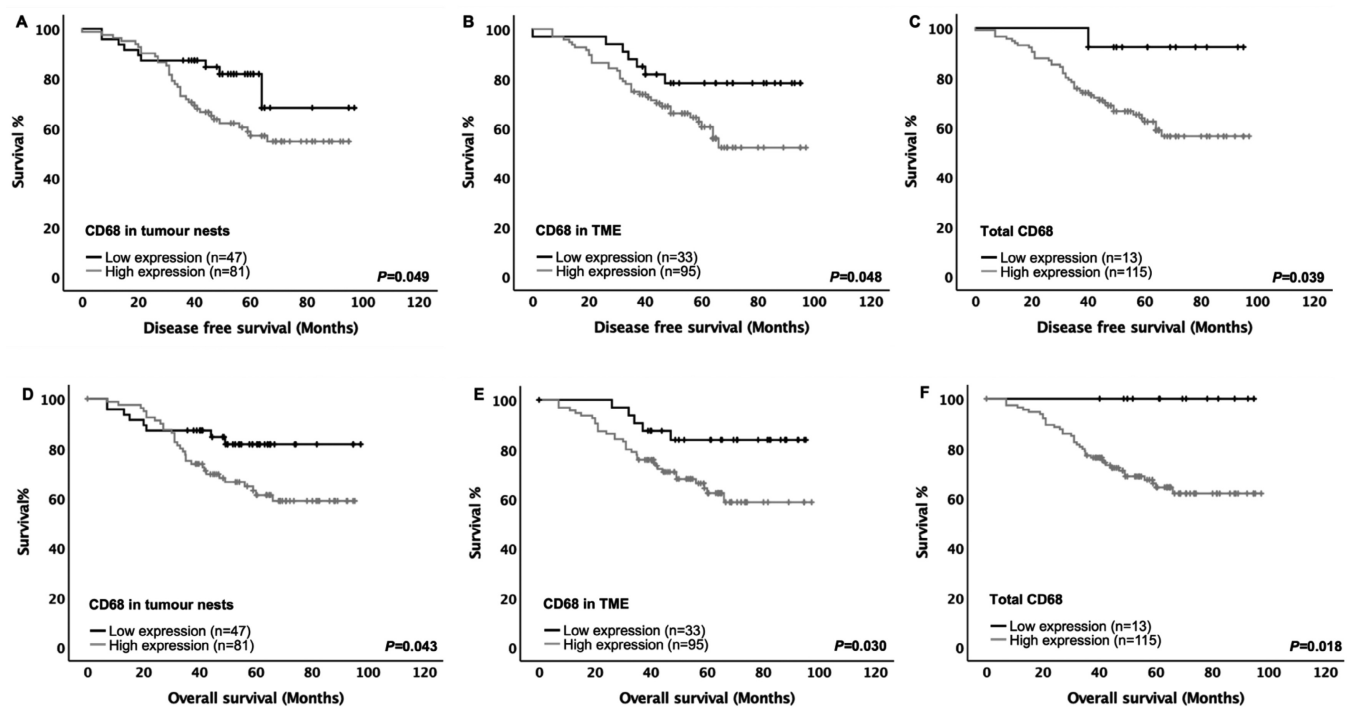 A
100
80
60
40
20
0
Survival %
CD68 in tumour nests
Low expression (n=47)
High expression (n=81)
P=0.049
0 20 40 60 80 100 120
Disease free survival (Months)
B
100
80
60
40
20
0
Survival %
CD68 in TME
Low expression (n=33)
High expression (n=95)
P=0.048
0 20 40 60 80 100 120
Disease free survival (Months)
C
100
80
60
40
20
0
Survival %
Total CD68
Low expression (n=13)
High expression (n=115)
P=0.039
0 20 40 60 80 100 120
Disease free survival (Months)
D
100
80
60
40
20
0
Survival%
CD68 in tumour nests
Low expression (n=47)
High expression (n=81)
P=0.043
0 20 40 60 80 100 120
Overall survival (Months)
E
100
80
60
40
20
0
Survival %
CD68 in TME
Low expression (n=33)
High expression (n=95)
P=0.030
0 20 40 60 80 100 120
Overall survival (Months)
F
100
80
60
40
20
0
Survival %
Total CD68
Low expression (n=13)
High expression (n=115)
P=0.018
0 20 40 60 80 100 120
Overall survival (Months)